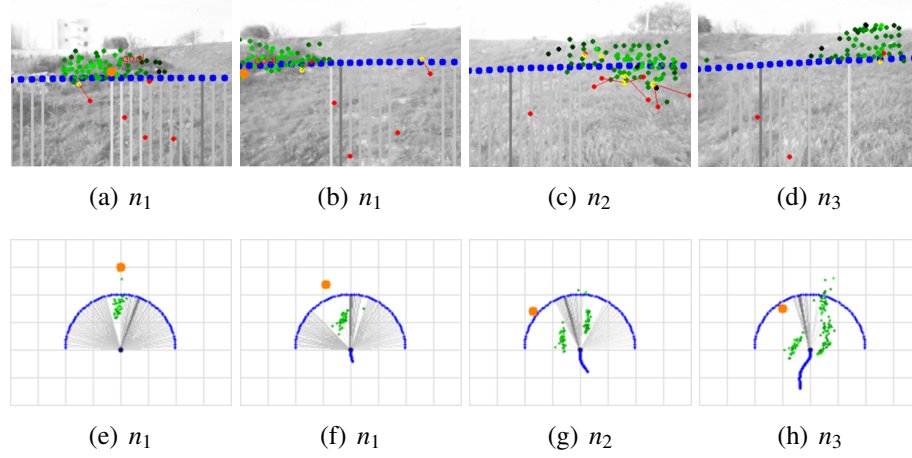 (a) n₁
(b) n₁
(c) n₂
(d) n₃
(e) n₁
(f) n₁
(g) n₂
(h) n₃